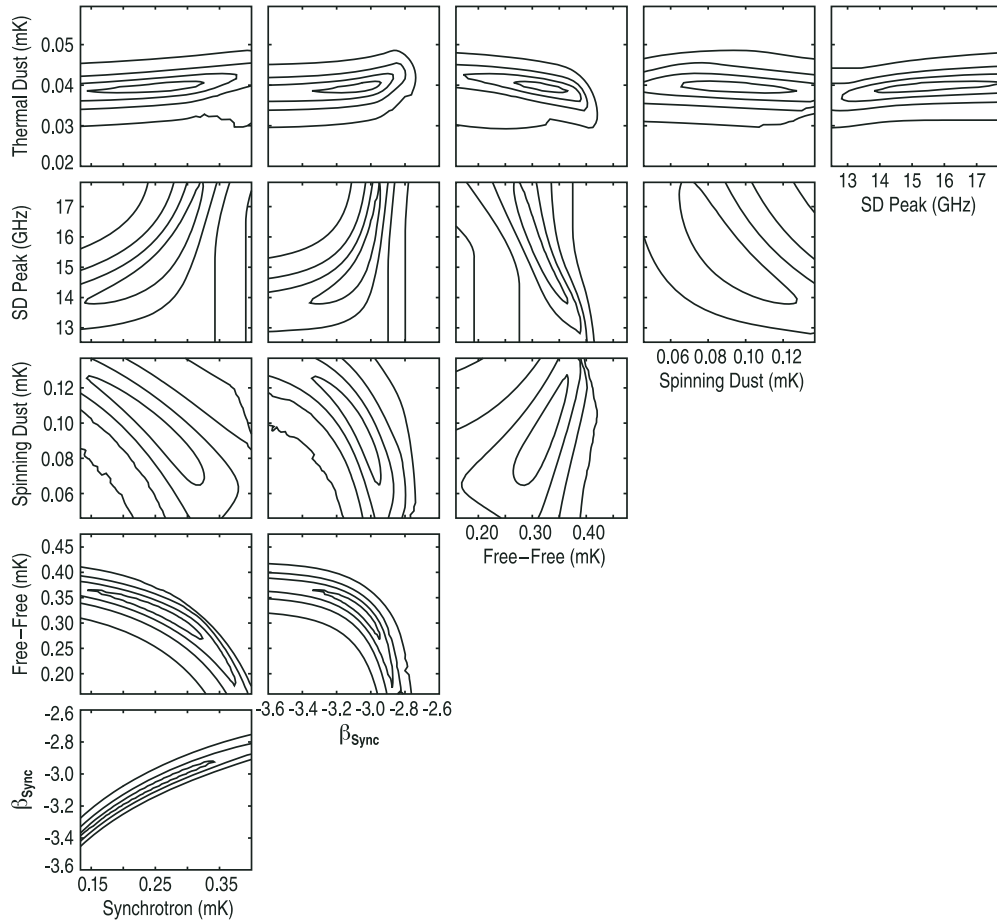 Thermal Dust (mK)
0.05
0.04
0.03
0.02
13 14 15 16 17
SD Peak (GHz)
SD Peak (GHz)
17
16
15
14
13
0.06 0.08 0.10 0.12
Spinning Dust (mK)
Spinning Dust (mK)
0.12
0.10
0.08
0.06
0.20 0.30 0.40
Free−Free (mK)
Free−Free (mK)
0.45
0.40
0.35
0.30
0.25
0.20
-3.6 -3.4 -3.2 -3.0 -2.8 -2.6
βSync
βSync
-2.6
-2.8
-3.0
-3.2
-3.4
-3.6
0.15 0.25 0.35
Synchrotron (mK)